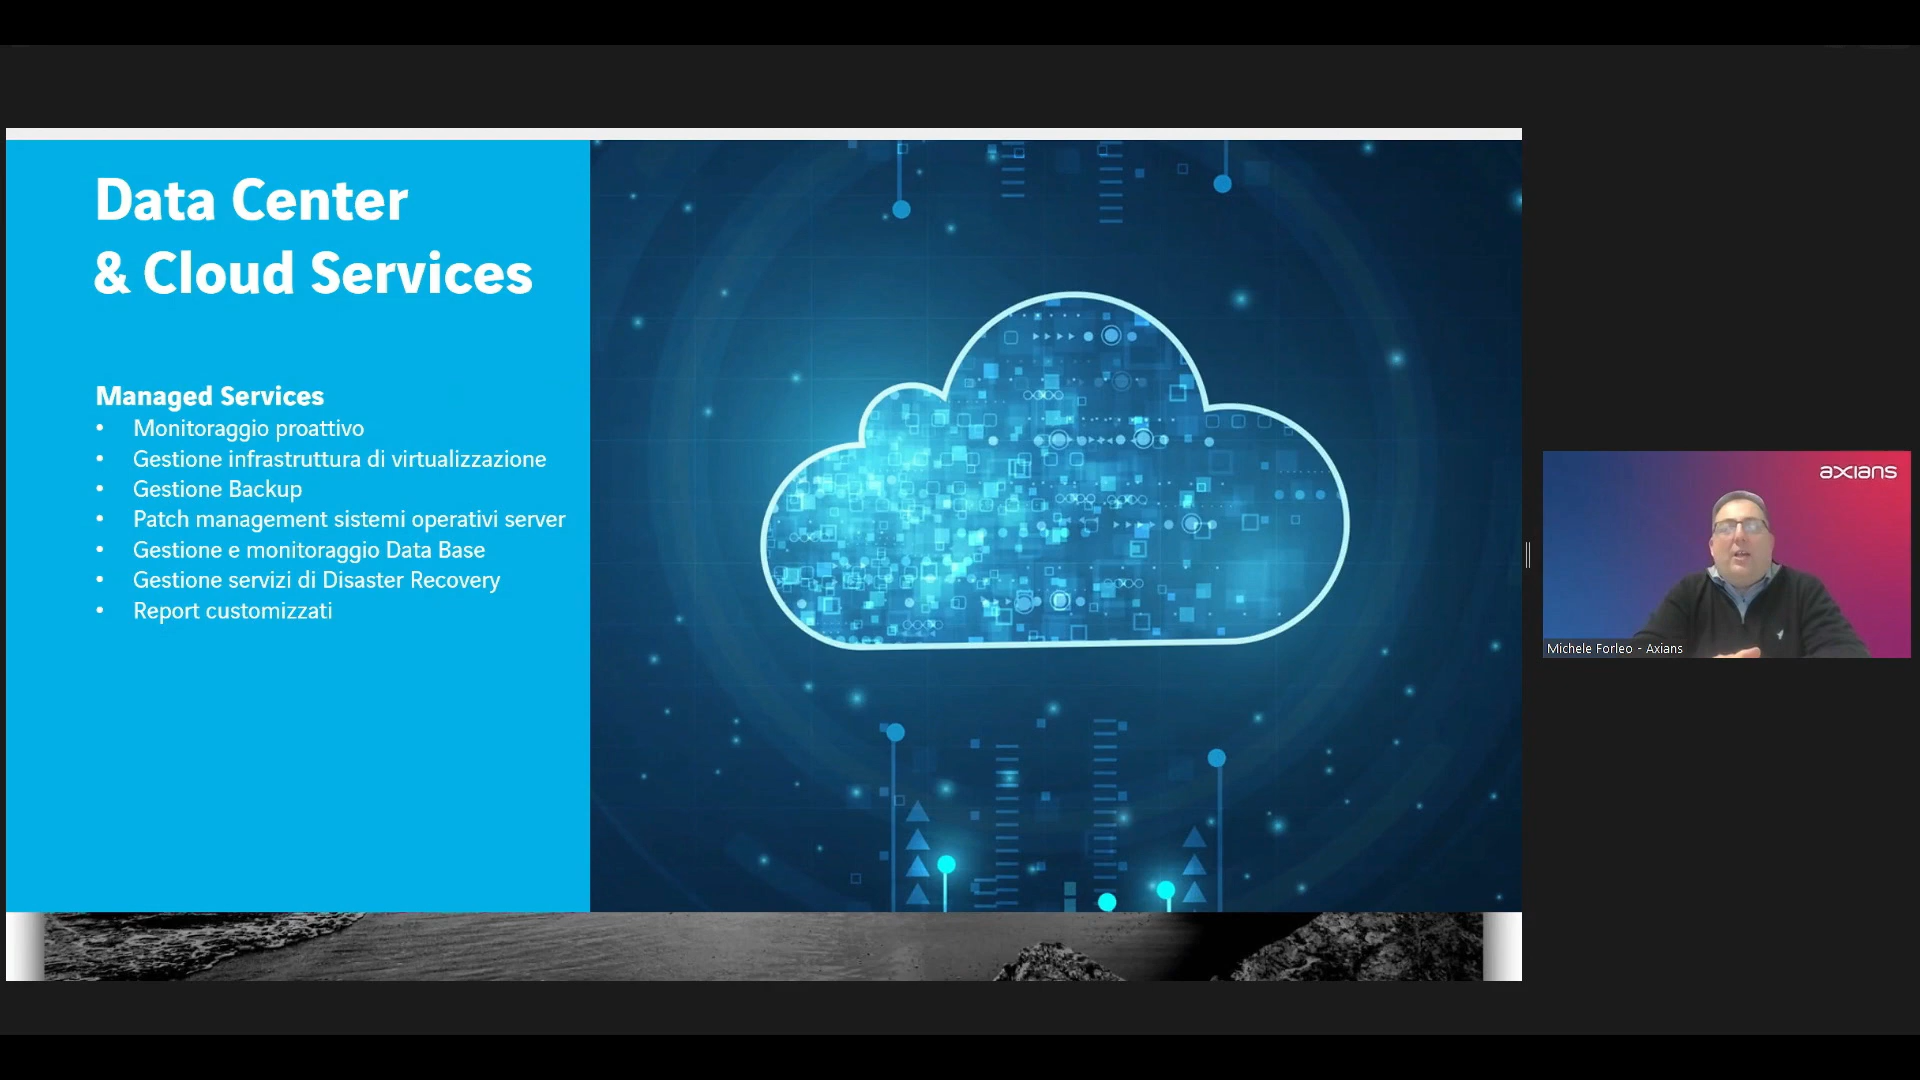 Data Center
& Cloud Services
Managed Services
• Monitoraggio proattivo
• Gestione infrastruttura di virtualizzazione
• Gestione Backup
• Patch management sistemi operativi server
• Gestione e monitoraggio Data Base
• Gestione servizi di Disaster Recovery
• Report customizzati
axians
Michele Forleo - Axians